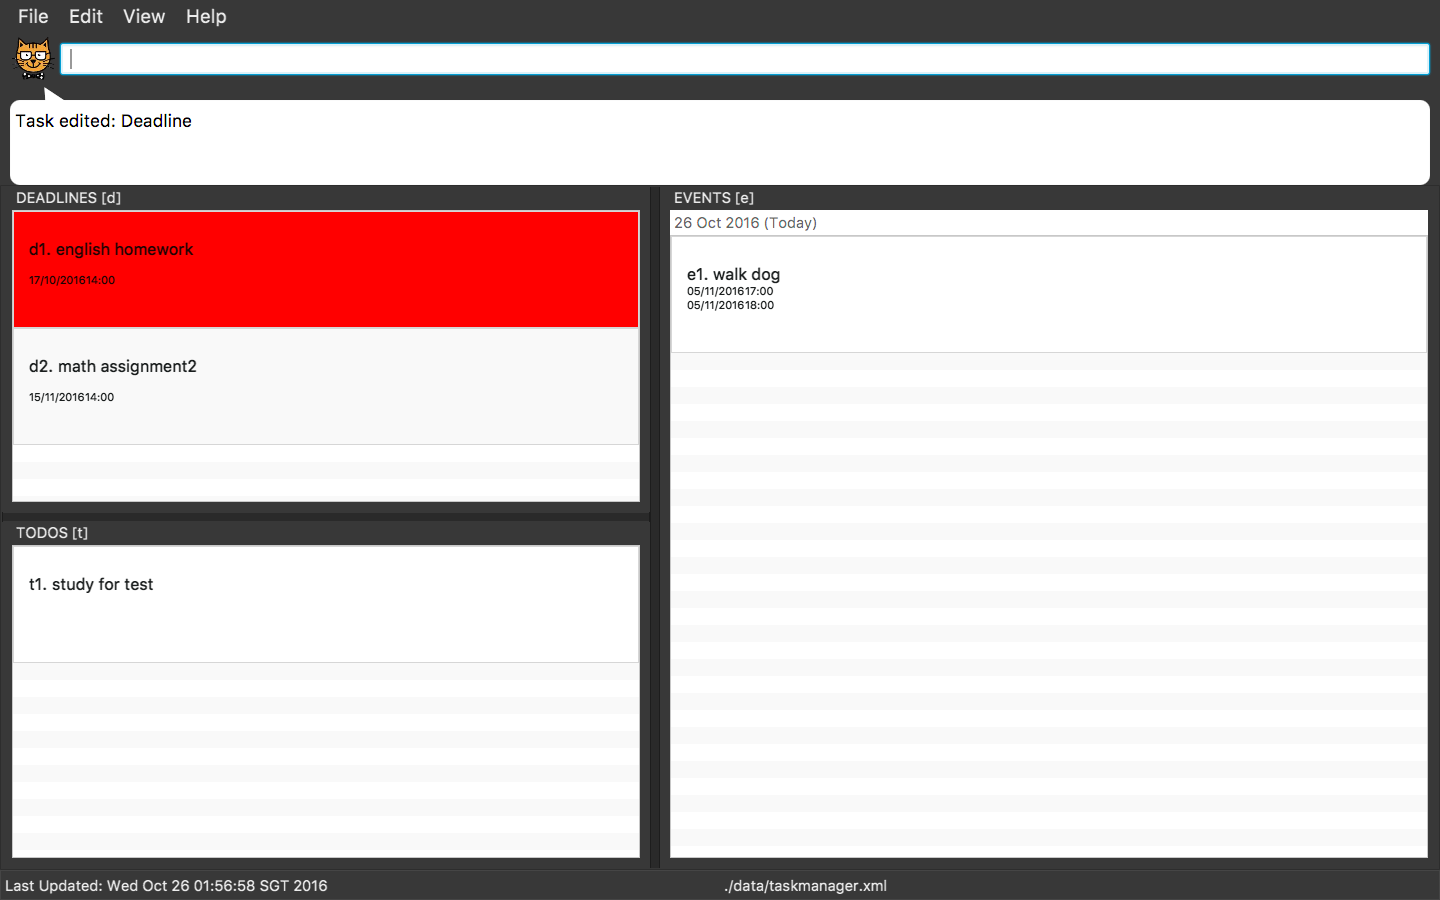 File Edit View Help
Task edited: Deadline
DEADLINES [d]
d1. english homework
17/10/201614:00
d2. math assignment2
15/11/201614:00
TODOS [t]
t1. study for test
EVENTS [e]
26 Oct 2016 (Today)
e1. walk dog
05/11/201617:00
05/11/201618:00
Last Updated: Wed Oct 26 01:56:58 SGT 2016
./data/taskmanager.xml